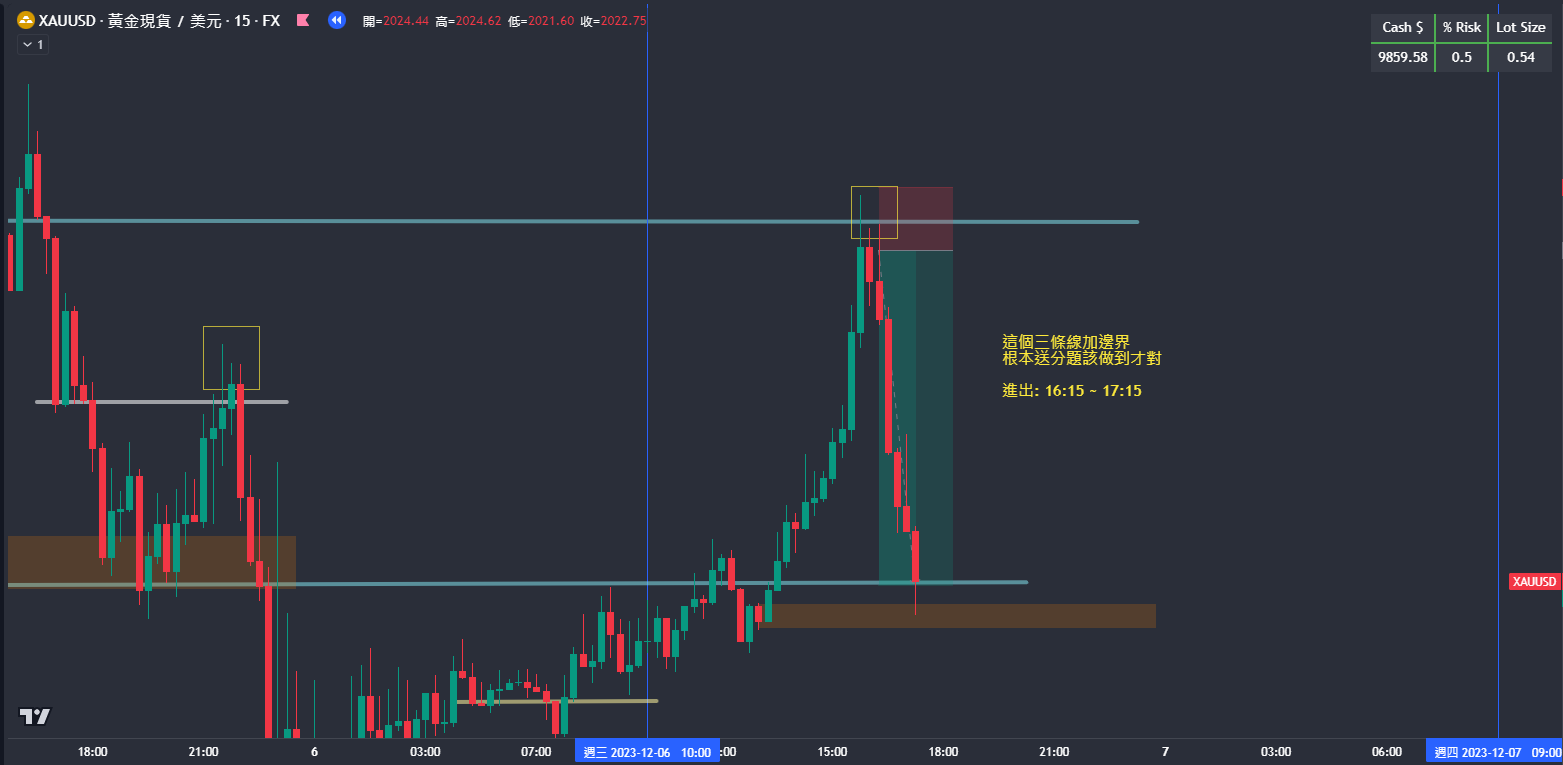 XAUUSD · 黃金現貨 / 美元 · 15 · FX 開=2024.44 高=2024.62 低=2021.60 收=2022.75
1
Cash $ % Risk Lot Size
9859.58 0.5 0.54
這個三條線加邊界
根本送分題該做到才對
進出: 16:15 ~ 17:15
XAUUSD
18:00 21:00 6 03:00 07:00 週三 2023-12-06 10:00 :00 15:00 18:00 21:00 7 03:00 06:00 週四 2023-12-07 09:00